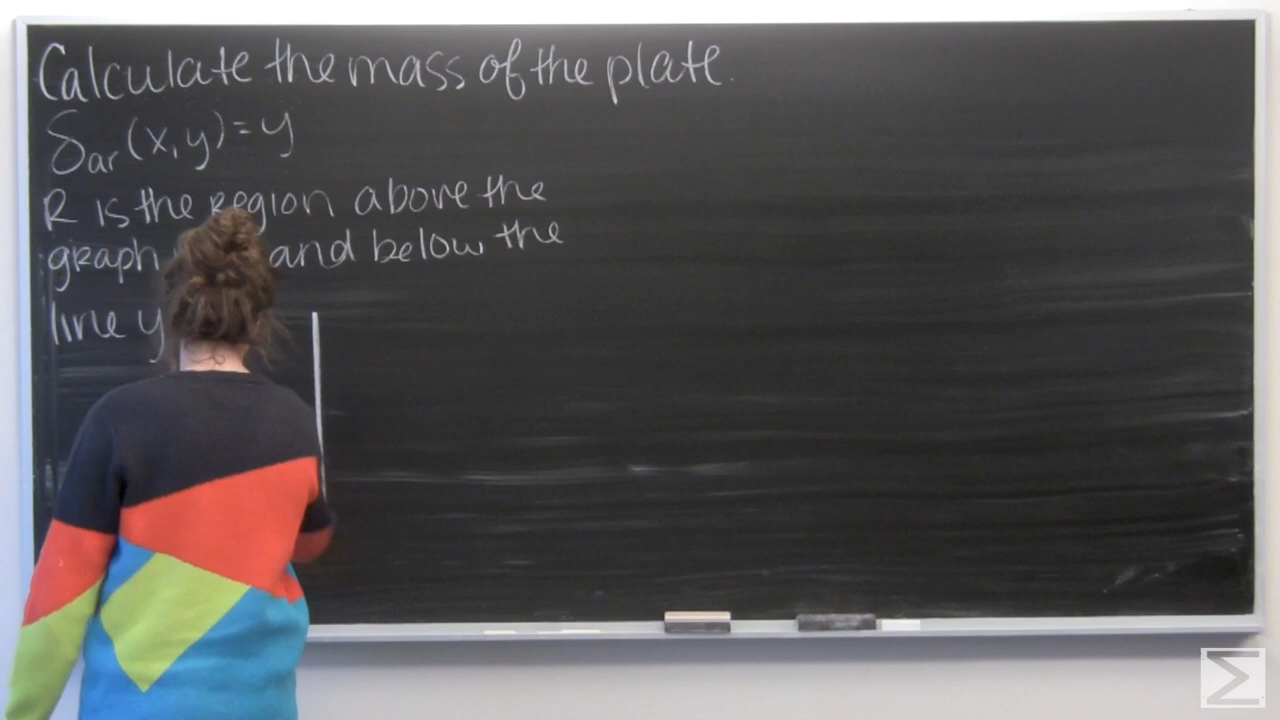 Calculate the mass of the plate.
δar(x,y)=y
R is the region above the
graph and below the
line y
Σ